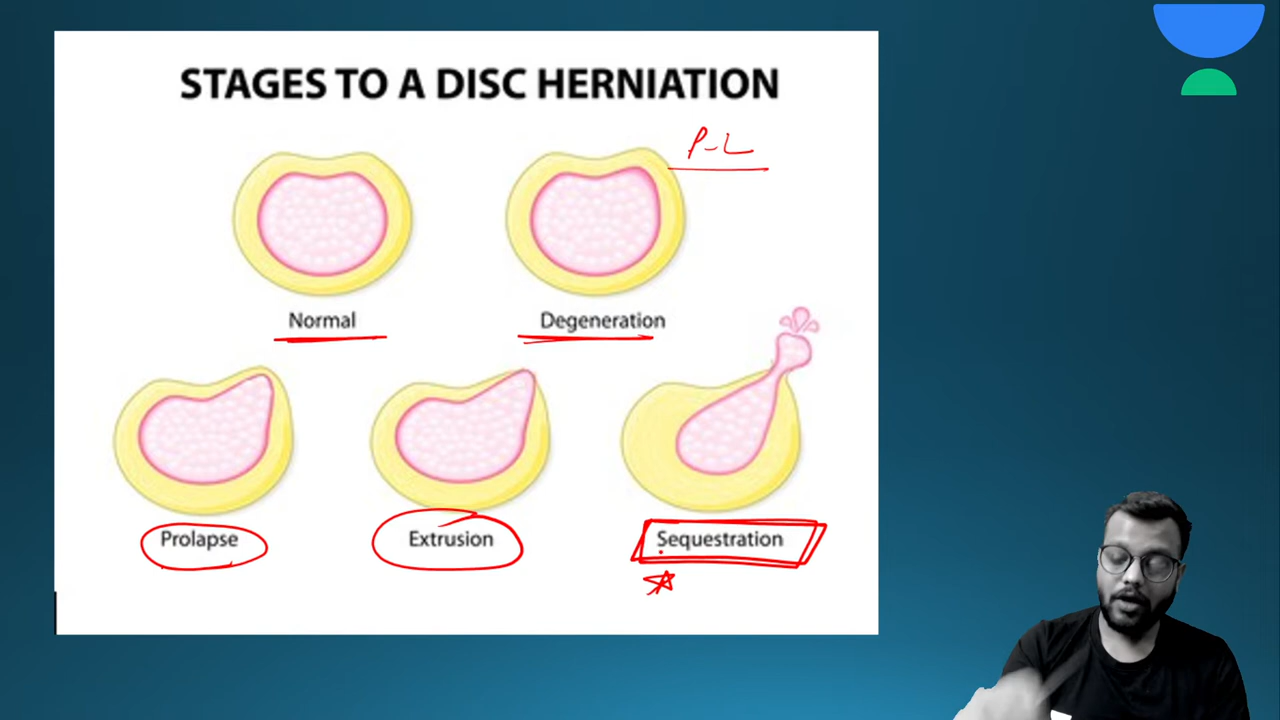 STAGES TO A DISC HERNIATION
P-L
Normal
Degeneration
Prolapse
Extrusion
Sequestration